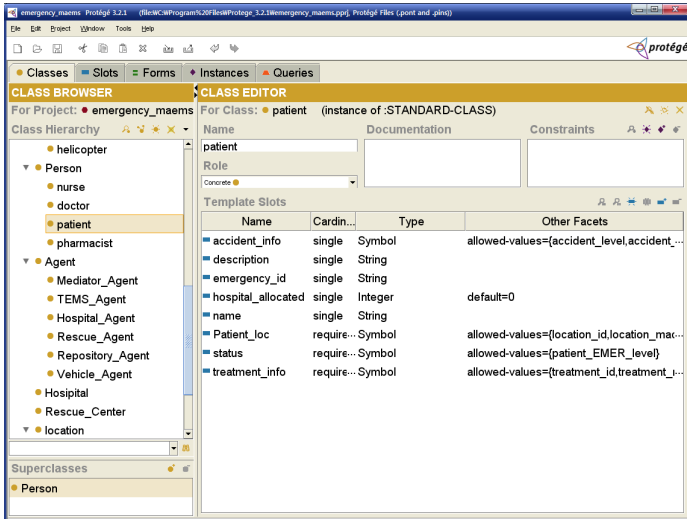 emergency_maems Protégé 3.2.1 (file:₩C:₩Program%20Files₩Protege_3.2.1₩emergency_maems.pprj, Protégé Files (.pont and .pins))
File Edit Project Window Tools Help
protégé
Classes Slots Forms Instances Queries
CLASS BROWSER
For Project: emergency_maems
Class Hierarchy
helicopter
Person
nurse
doctor
patient
pharmacist
Agent
Mediator_Agent
TEMS_Agent
Hospital_Agent
Rescue_Agent
Repository_Agent
Vehicle_Agent
Hosipital
Rescue_Center
location
Superclasses
Person
CLASS EDITOR
For Class: patient (instance of :STANDARD-CLASS)
Name Documentation Constraints
patient
Role
Concrete
Template Slots
Name Cardin... Type Other Facets
accident_info single Symbol allowed-values={accident_level,accident_...
description single String
emergency_id single String
hospital_allocated single Integer default=0
name single String
Patient_loc require... Symbol allowed-values={location_id,location_mac...
status require... Symbol allowed-values={patient_EMER_level}
treatment_info require... Symbol allowed-values={treatment_id,treatment_r...